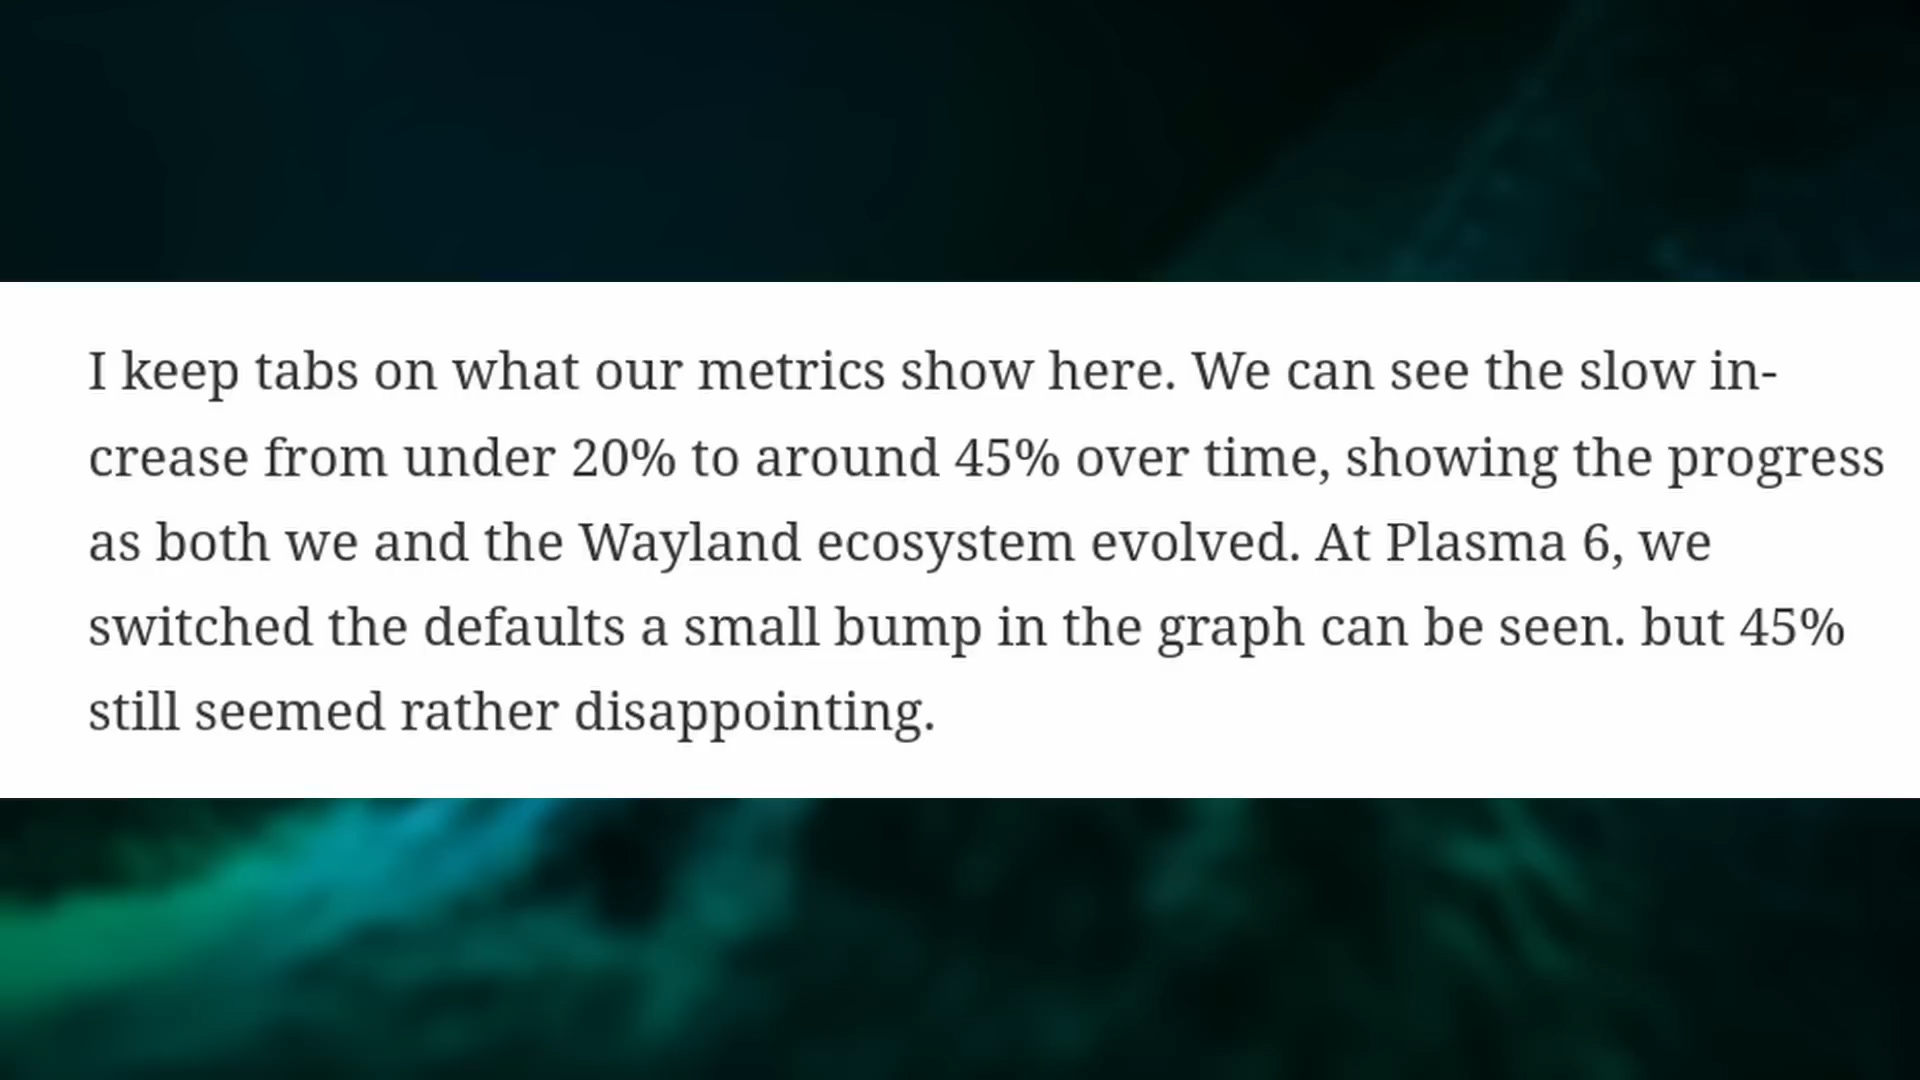 I keep tabs on what our metrics show here. We can see the slow in-
crease from under 20% to around 45% over time, showing the progress
as both we and the Wayland ecosystem evolved. At Plasma 6, we
switched the defaults a small bump in the graph can be seen. but 45%
still seemed rather disappointing.